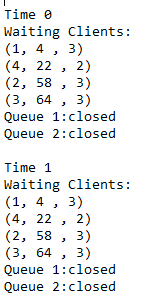 Time 0
Waiting Clients:
(1, 4 , 3)
(4, 22 , 2)
(2, 58 , 3)
(3, 64 , 3)
Queue 1:closed
Queue 2:closed
Time 1
Waiting Clients:
(1, 4 , 3)
(4, 22 , 2)
(2, 58 , 3)
(3, 64 , 3)
Queue 1:closed
Queue 2:closed